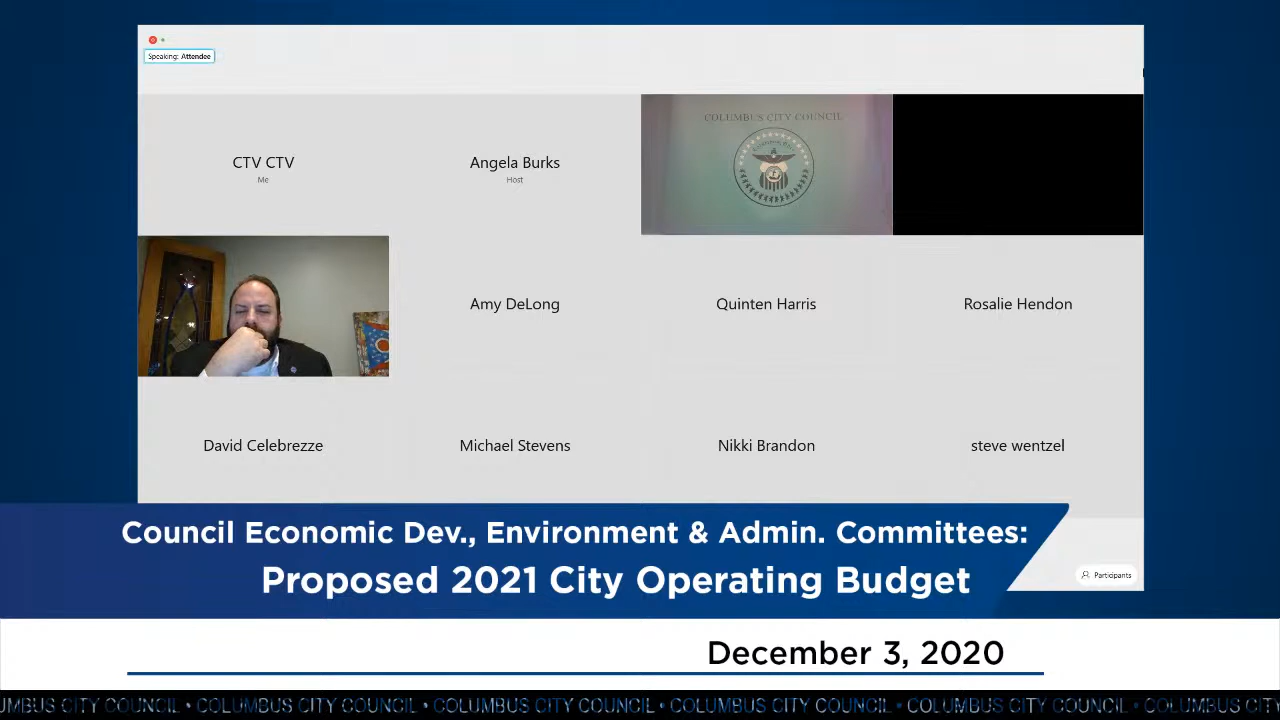 Speaking: Attendee
CTV CTV
Me
Angela Burks
Host
COLUMBUS CITY COUNCIL
Amy DeLong
Quinten Harris
Rosalie Hendon
David Celebrezze
Michael Stevens
Nikki Brandon
steve wentzel
Council Economic Dev., Environment & Admin. Committees:
Proposed 2021 City Operating Budget
Participants
December 3, 2020
UMBUS CITY COUNCIL • COLUMBUS CITY COUNCIL • COLUMBUS CITY COUNCIL • COLUMBUS CITY COUNCIL • COLUMBUS CITY COUNCIL • COLUMBUS CITY